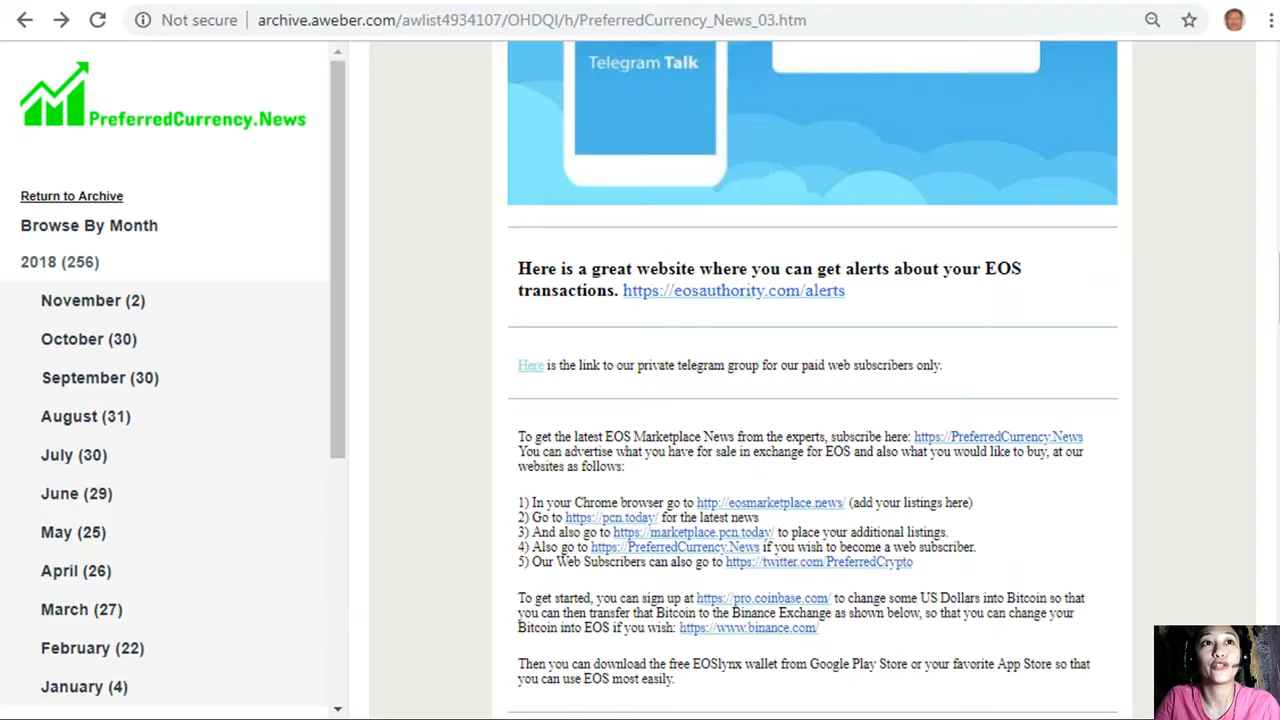 Not secure
archive.aweber.com/awlist4934107/OHDQI/h/PreferredCurrency_News_03.htm
PreferredCurrency.News
Return to Archive
Browse By Month
2018 (256)
November (2)
October (30)
September (30)
August (31)
July (30)
June (29)
May (25)
April (26)
March (27)
February (22)
January (4)
Telegram Talk
Here is a great website where you can get alerts about your EOS
transactions. https://eosauthority.com/alerts
Here is the link to our private telegram group for our paid web subscribers only.
To get the latest EOS Marketplace News from the experts, subscribe here: https://PreferredCurrency.News
You can advertise what you have for sale in exchange for EOS and also what you would like to buy, at our
websites as follows:
1) In your Chrome browser go to http://eosmarketplace.news/ (add your listings here)
2) Go to https://pcn.today/ for the latest news
3) And also go to https://marketplace.pcn.today/ to place your additional listings.
4) Also go to https://PreferredCurrency.News if you wish to become a web subscriber.
5) Our Web Subscribers can also go to https://twitter.com/PreferredCrypto
To get started, you can sign up at https://pro.coinbase.com/ to change some US Dollars into Bitcoin so that
you can then transfer that Bitcoin to the Binance Exchange as shown below, so that you can change your
Bitcoin into EOS if you wish: https://www.binance.com/
Then you can download the free EOSlynx wallet from Google Play Store or your favorite App Store so that
you can use EOS most easily.